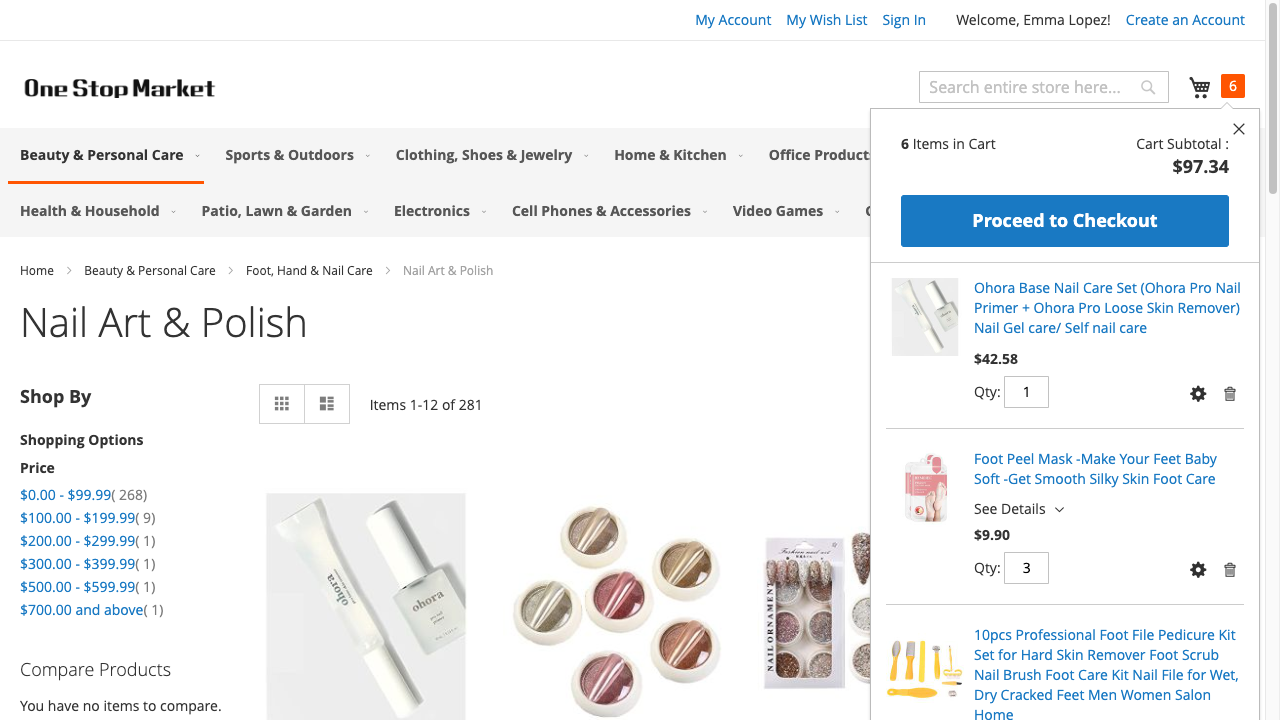 My Account My Wish List Sign In Welcome, Emma Lopez! Create an Account
One Stop Market
Search entire store here...
6
Beauty & Personal Care Sports & Outdoors Clothing, Shoes & Jewelry Home & Kitchen Office Product
Health & Household Patio, Lawn & Garden Electronics Cell Phones & Accessories Video Games
Home Beauty & Personal Care Foot, Hand & Nail Care Nail Art & Polish
Nail Art & Polish
Shop By
Shopping Options
Price
$0.00 - $99.99( 268)
$100.00 - $199.99( 9)
$200.00 - $299.99( 1)
$300.00 - $399.99( 1)
$500.00 - $599.99( 1)
$700.00 and above( 1)
Compare Products
You have no items to compare.
Items 1-12 of 281
ohora
ohora
Fashion nail art
NAIL ORNAMENT
6 Items in Cart
Cart Subtotal :
$97.34
Proceed to Checkout
Ohora Base Nail Care Set (Ohora Pro Nail
Primer + Ohora Pro Loose Skin Remover)
Nail Gel care/ Self nail care
$42.58
Qty: 1
Foot Peel Mask -Make Your Feet Baby
Soft -Get Smooth Silky Skin Foot Care
See Details
$9.90
Qty: 3
10pcs Professional Foot File Pedicure Kit
Set for Hard Skin Remover Foot Scrub
Nail Brush Foot Care Kit Nail File for Wet,
Dry Cracked Feet Men Women Salon
Home